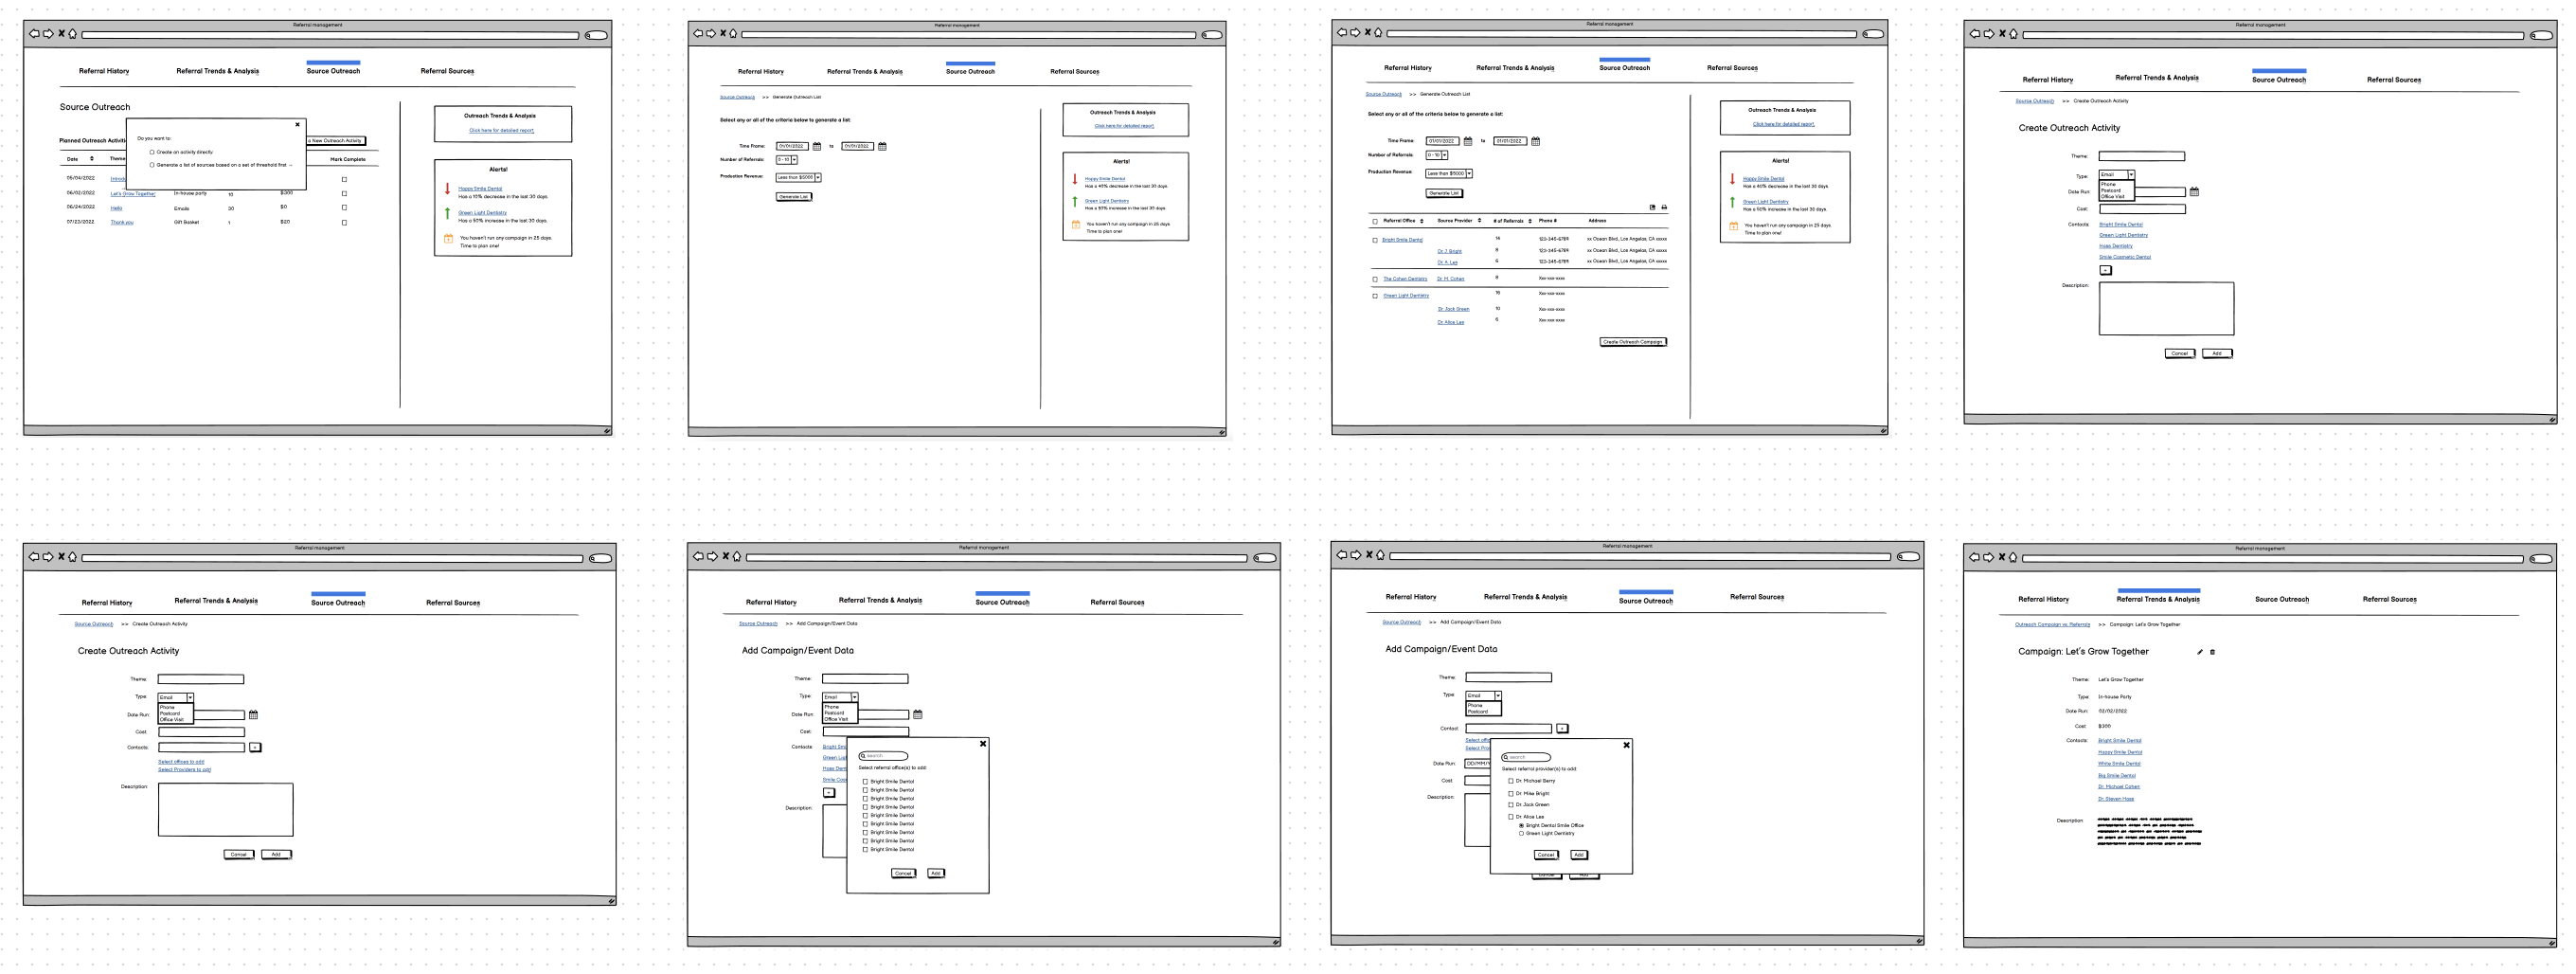 Referral management
Referral History Referral Trends & Analysis Source Outreach Referral Sources
Source Outreach
Planned Outreach Activiti
a New Outreach Activity
Do you want to:
Create an activity directly
Generate a list of sources based on a set of threshold first
Date Theme Mark Complete
05/04/2022 Introdu
06/02/2022 Let's Grow Together In-house party 10 $300
06/24/2022 Hello Emails 30 $0
07/23/2022 Thank you Gift Basket 1 $20
Outreach Trends & Analysis
Click here for detailed report.
Alerts!
Happy Smile Dental
Has a 10% decrease in the last 30 days.
Green Light Dentistry
Has a 50% increase in the last 30 days.
You haven't run any campaign in 25 days.
Time to plan one!
Referral management
Referral History Referral Trends & Analysis Source Outreach Referral Sources
Source Outreach >> Generate Outreach List
Select any or all of the criteria below to generate a list:
Time Frame: 01/01/2022 to 01/01/2022
Number of Referrals: 0 - 10
Production Revenue: Less than $5000
Generate List
Outreach Trends & Analysis
Click here for detailed report.
Alerts!
Happy Smile Dental
Has a 40% decrease in the last 30 days.
Green Light Dentistry
Has a 50% increase in the last 30 days.
You haven't run any campaign in 25 days.
Time to plan one!
Referral management
Referral History Referral Trends & Analysis Source Outreach Referral Sources
Source Outreach >> Generate Outreach List
Select any or all of the criteria below to generate a list:
Time Frame: 01/01/2022 to 01/01/2022
Number of Referrals: 0 - 10
Production Revenue: Less than $5000
Generate List
Referral Office Source Provider # of Referrals Phone # Address
Bright Smile Dental 14 123-345-6789 xx Ocean Blvd, Los Angelas, CA xxxxx
Dr. J. Bright 8 123-345-6789 xx Ocean Blvd, Los Angelas, CA xxxxx
Dr. A. Lee 6 123-345-6789 xx Ocean Blvd, Los Angelas, CA xxxxx
The Cohen Dentistry Dr. M. Cohen 8 Xxx-xxx-xxxx
Green Light Dentistry 16 Xxx-xxx-xxxx
Dr. Jack Green 10 Xxx-xxx-xxxx
Dr. Alice Lee 6 Xxx-xxx-xxxx
Create Outreach Campaign
Outreach Trends & Analysis
Click here for detailed report.
Alerts!
Happy Smile Dental
Has a 40% decrease in the last 30 days.
Green Light Dentistry
Has a 50% increase in the last 30 days.
You haven't run any campaign in 25 days.
Time to plan one!
Referral management
Referral History Referral Trends & Analysis Source Outreach Referral Sources
Source Outreach >> Create Outreach Activity
Create Outreach Activity
Theme:
Type: Email
Phone
Postcard
Office Visit
Date Run:
Cost:
Contacts: Bright Smile Dental
Green Light Dentistry
Haas Dentistry
Smile Cosmetic Dental
+
Description:
Cancel Add
Referral management
Referral History Referral Trends & Analysis Source Outreach Referral Sources
Source Outreach >> Create Outreach Activity
Create Outreach Activity
Theme:
Type: Email
Phone
Postcard
Office Visit
Date Run:
Cost:
Contacts: +
Select offices to add
Select Providers to add
Description:
Cancel Add
Referral management
Referral History Referral Trends & Analysis Source Outreach Referral Sources
Source Outreach >> Add Campaign/Event Data
Add Campaign/Event Data
Theme:
Type: Email
Phone
Postcard
Office Visit
Date Run:
Cost:
Contacts: Bright Smi
Green Ligh
Haas Dent
Smile Cos
+
Description:
search
Select referral office(s) to add:
Bright Smile Dental
Bright Smile Dental
Bright Smile Dental
Bright Smile Dental
Bright Smile Dental
Bright Smile Dental
Bright Smile Dental
Bright Smile Dental
Bright Smile Dental
Cancel Add
Referral management
Referral History Referral Trends & Analysis Source Outreach Referral Sources
Source Outreach >> Add Campaign/Event Data
Add Campaign/Event Data
Theme:
Type: Email
Phone
Postcard
Contact: +
Select offic
Select Pro
Date Run: DD/MM/Y
Cost:
Description:
search
Select referral provider(s) to add:
Dr. Michael Berry
Dr. Mike Bright
Dr. Jack Green
Dr. Alice Lee
Bright Dental Smile Office
Green Light Dentistry
Cancel Add
Cancel Add
Referral management
Referral History Referral Trends & Analysis Source Outreach Referral Sources
Outreach Campaign vs. Referrals >> Campaign: Let's Grow Together
Campaign: Let's Grow Together
Theme: Let's Grow Together
Type: In-house Party
Date Run: 02/02/2022
Cost: $300
Contacts: Bright Smile Dental
Happy Smile Dental
White Smile Dental
Big Smile Dental
Dr. Michael Cohen
Dr. Steven Haas
Description: